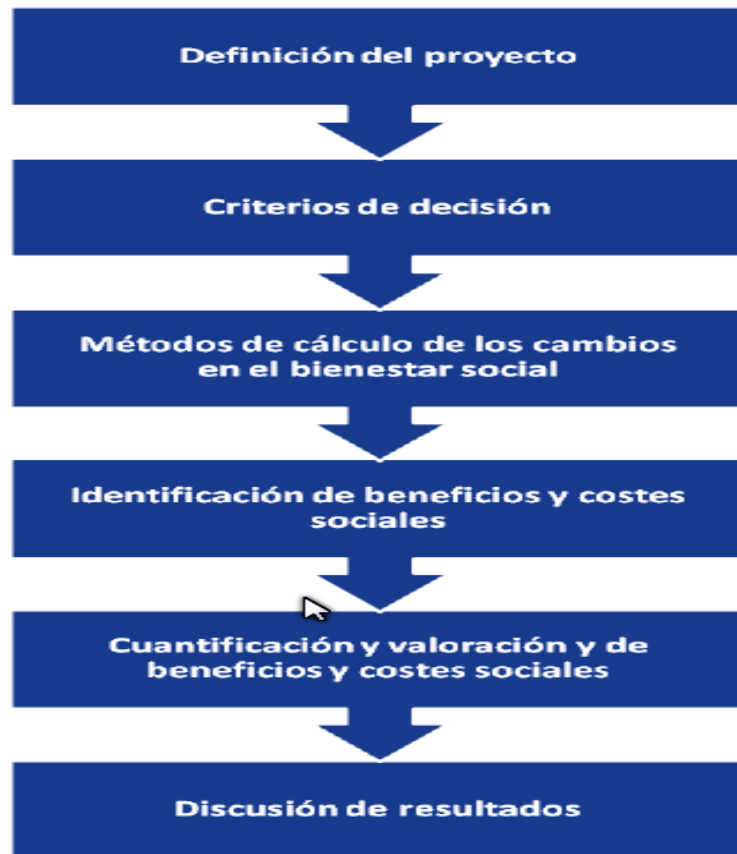 Definición del proyecto
Criterios de decisión
Métodos de cálculo de los cambios
en el bienestar social
Identificación de beneficios y costes
sociales
Cuantificación y valoración y de
beneficios y costes sociales
Discusión de resultados